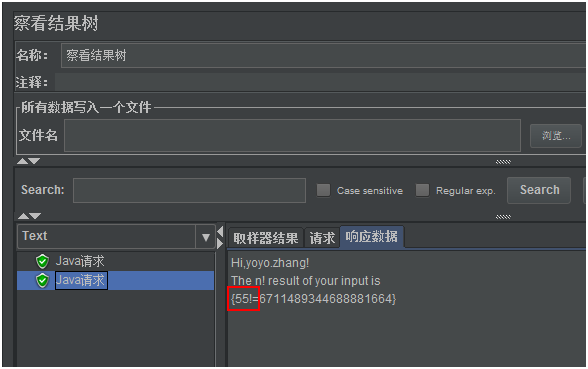 察看结果树
名称： 察看结果树
注释：
所有数据写入一个文件
文件名 浏览...
Search: Case sensitive Regular exp. Search
Text
取样器结果 请求 响应数据
Java请求
Java请求
Hi,yoyo.zhang!
The n! result of your input is
{55!=6711489344688881664}